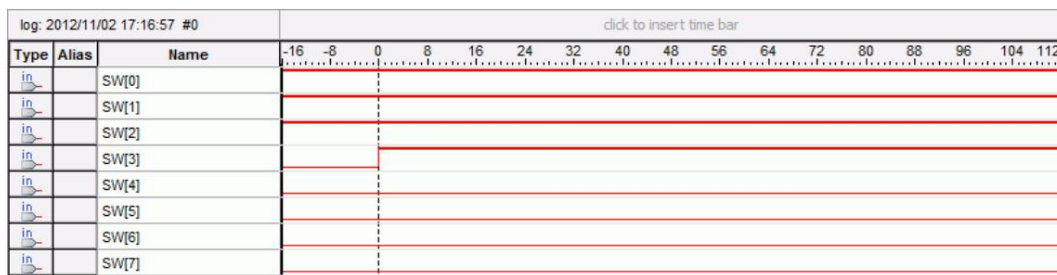 log: 2012/11/02 17:16:57 #0 click to insert time bar
Type Alias Name -16 -8 0 8 16 24 32 40 48 56 64 72 80 88 96 104 112
in SW[0]
in SW[1]
in SW[2]
in SW[3]
in SW[4]
in SW[5]
in SW[6]
in SW[7]